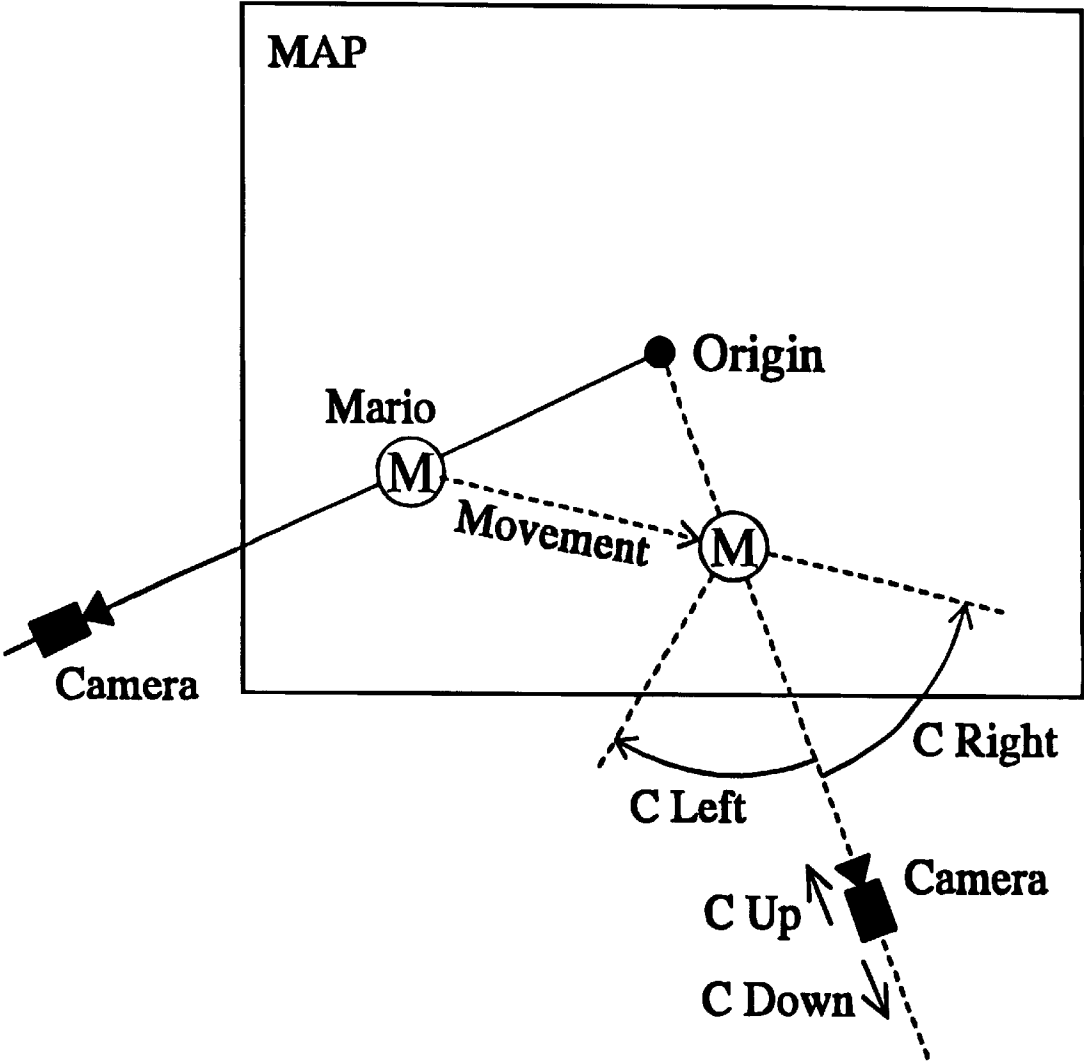 MAP
Origin
Mario
M
Movement
M
Camera
C Right
C Left
Camera
C Up
C Down